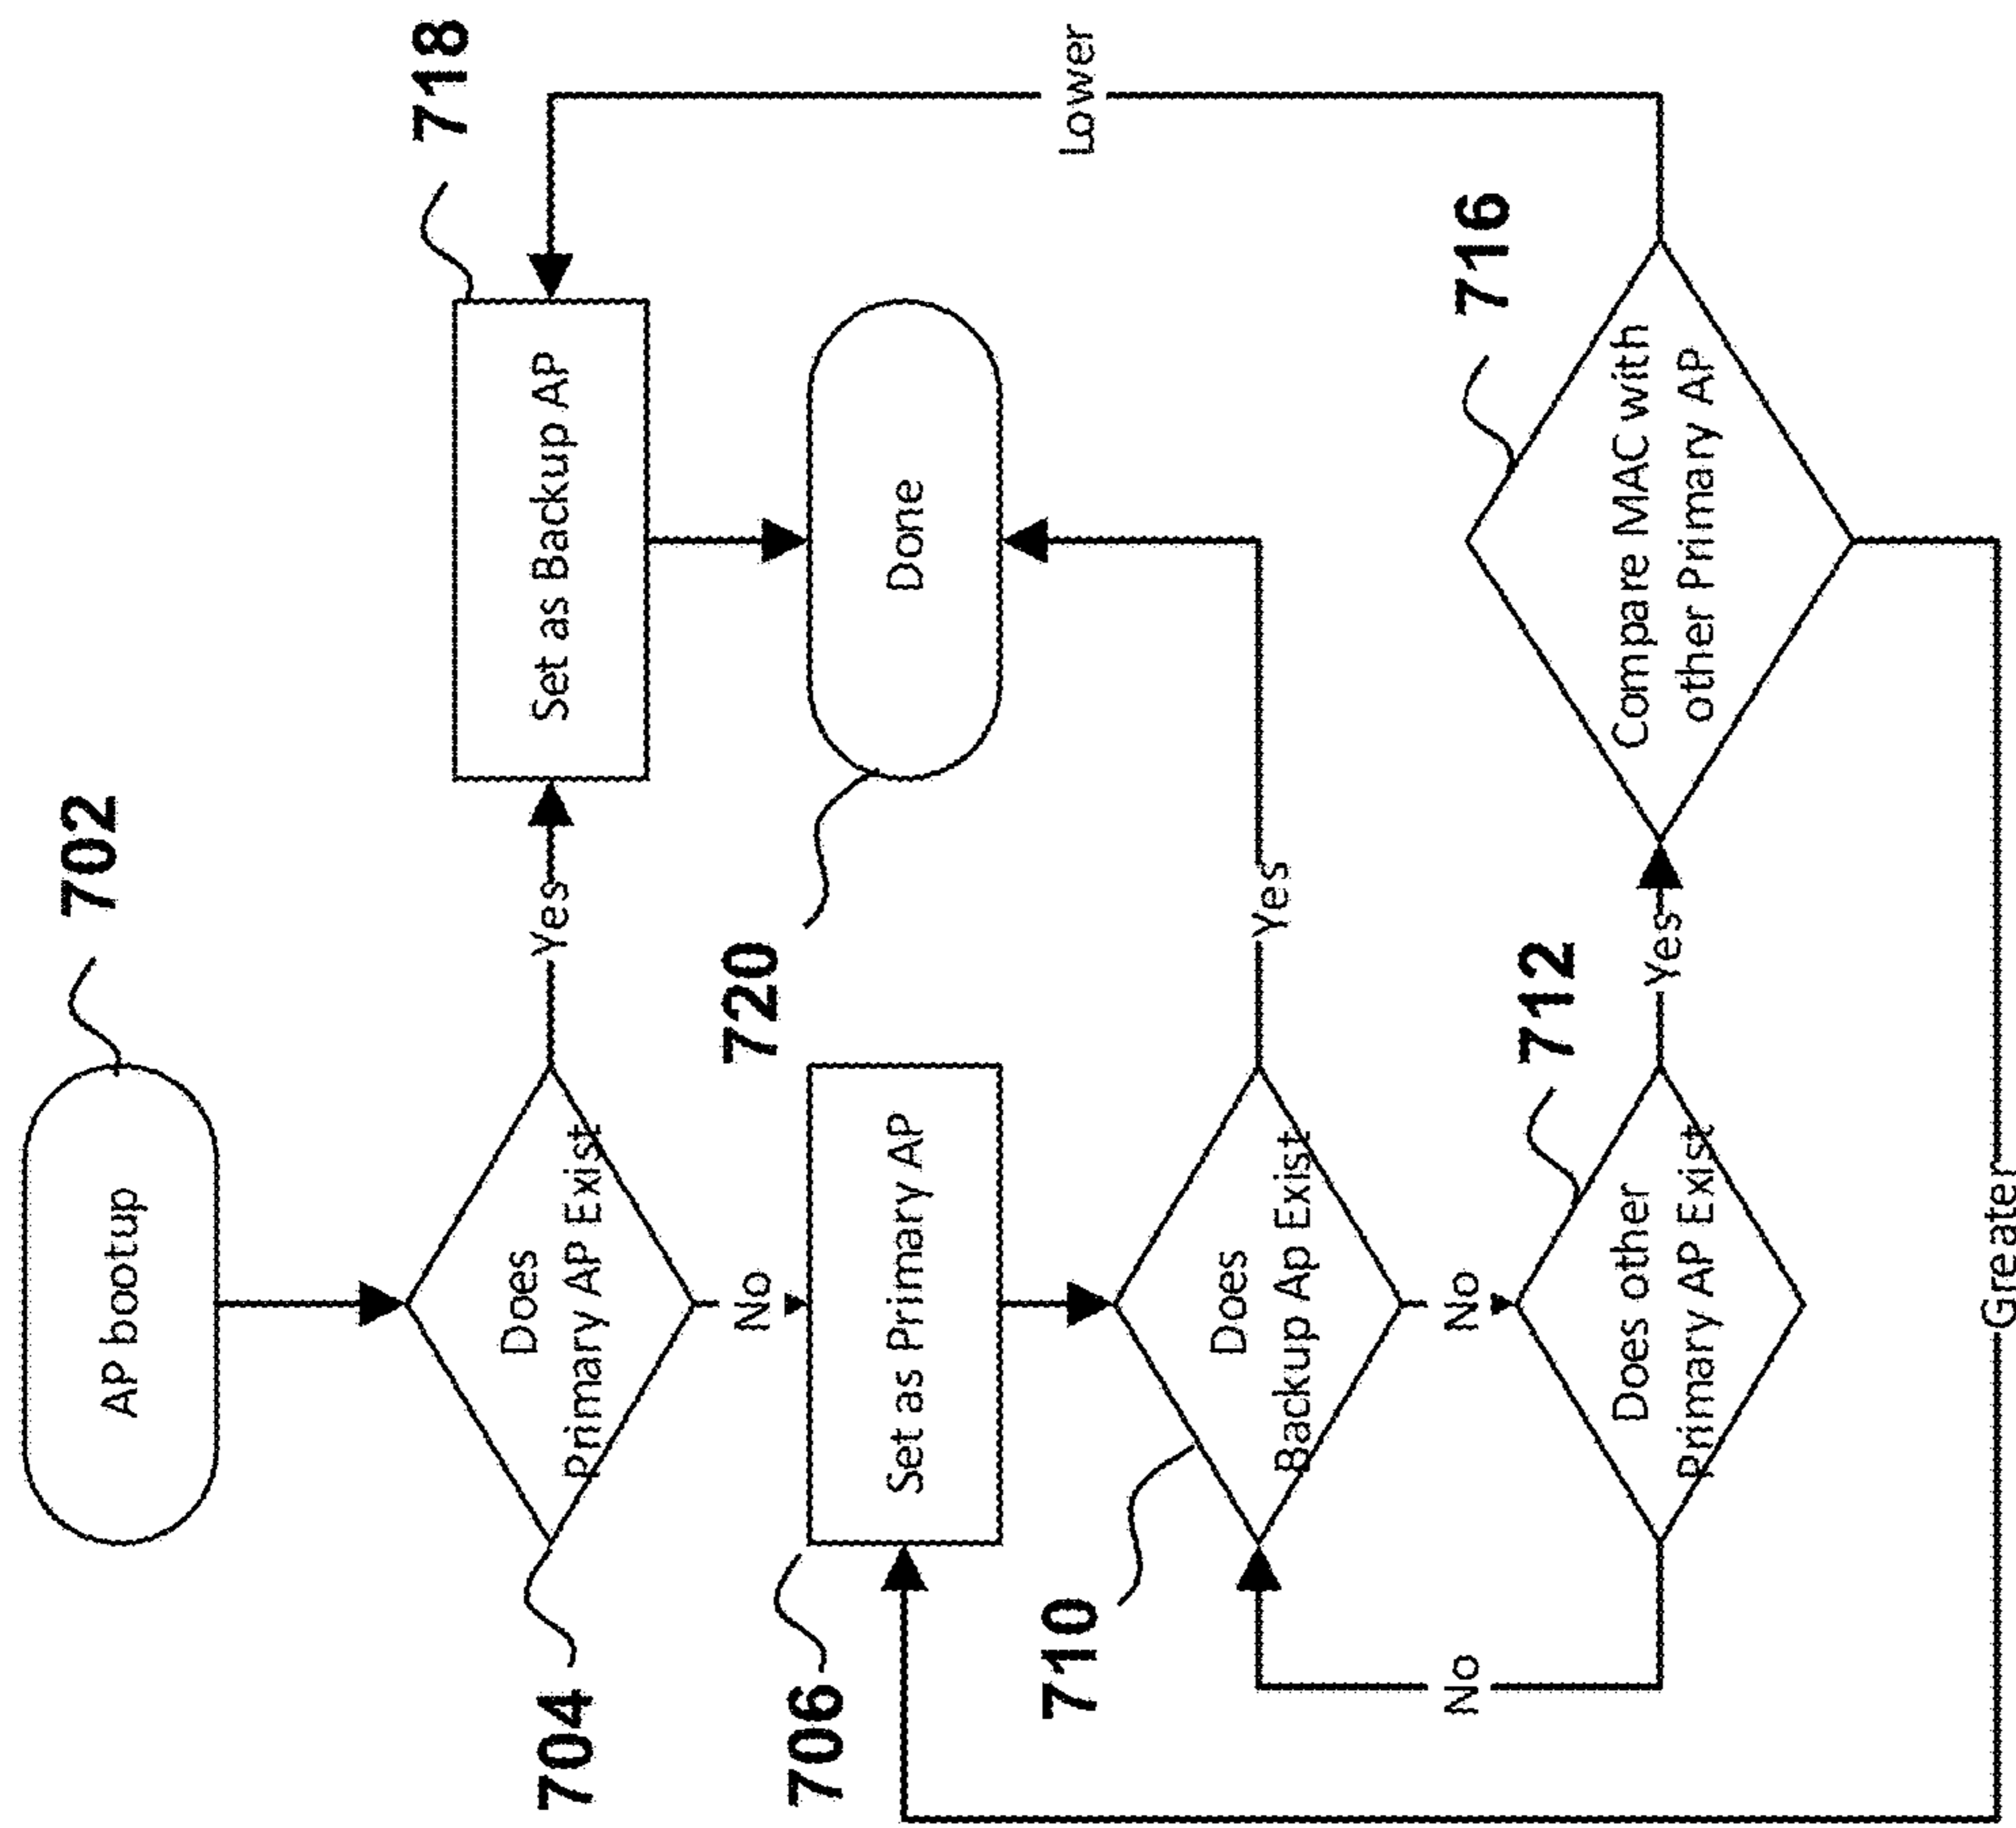 702
AP bootup
704
Does
Primary AP Exist
Yes
718
Set as Backup AP
No
706
Set as Primary AP
720
Done
710
Does
Backup Ap Exist
Yes
Lower
No
No
712
Does other
Primary AP Exist
Yes
716
Compare MAC with
other Primary AP
Greater